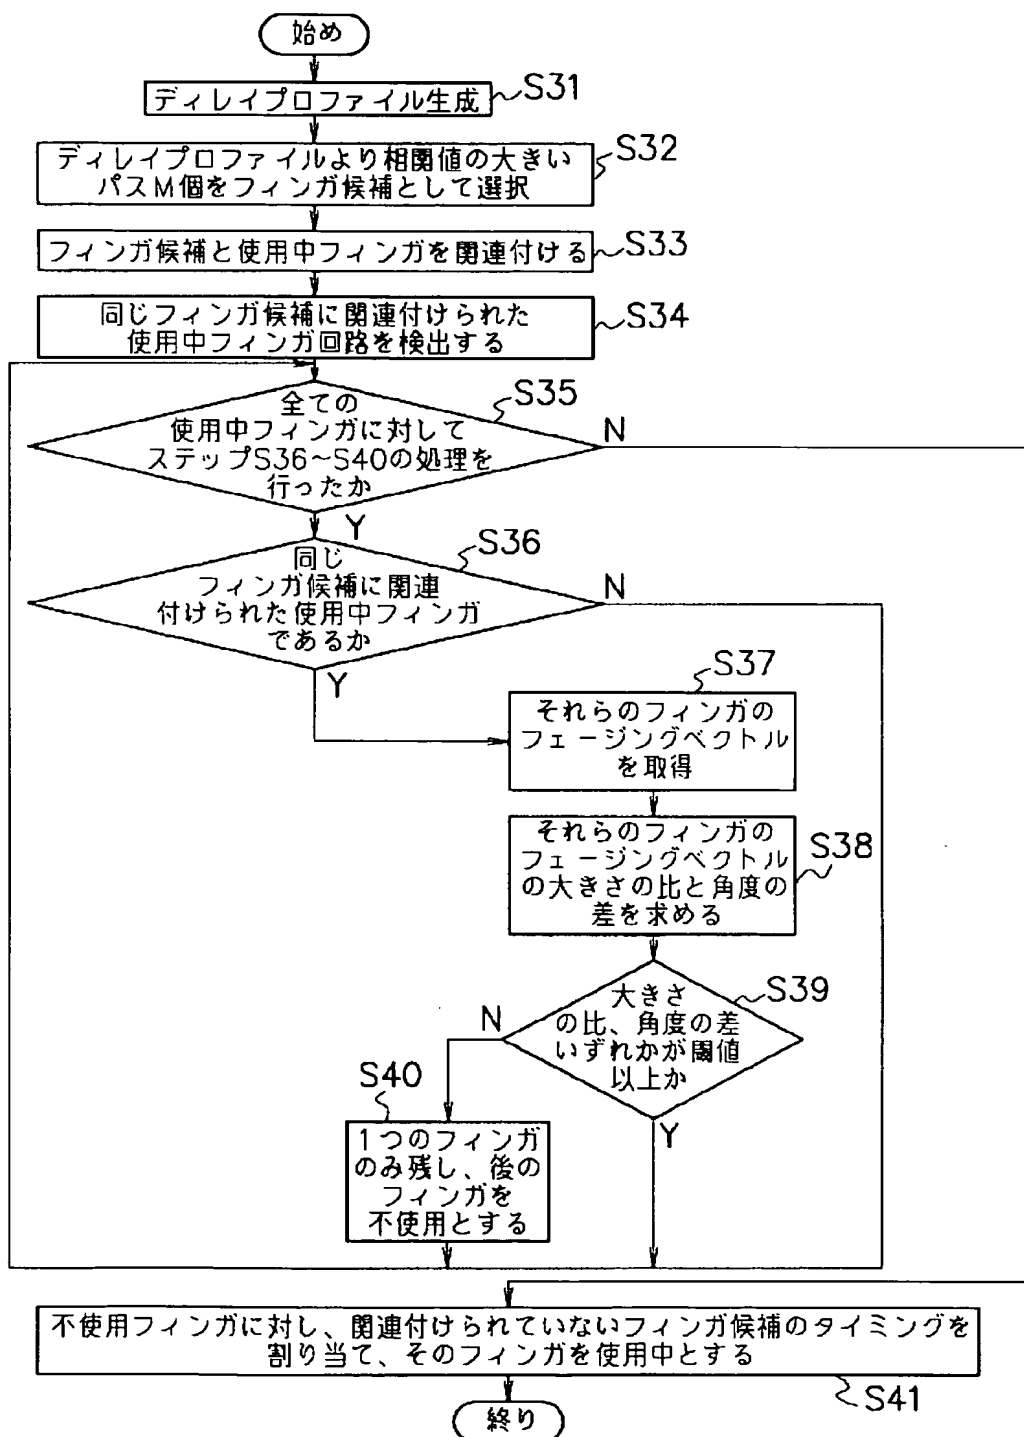 始め
ディレイプロファイル生成
S31
ディレイプロファイルより相関値の大きい
パスM個をフィンガ候補として選択
S32
フィンガ候補と使用中フィンガを関連付ける
S33
同じフィンガ候補に関連付けられた
使用中フィンガ回路を検出する
S34
全ての
使用中フィンガに対して
ステップS36~S40の処理を
行ったか
S35
N
Y
同じ
フィンガ候補に関連
付けられた使用中フィンガ
であるか
S36
N
Y
S37
それらのフィンガの
フェージングベクトル
を取得
それらのフィンガの
フェージングベクトル
の大きさの比と角度の
差を求める
S38
大きさ
の比、角度の差
いずれかが閾値
以上か
S39
N
Y
S40
1つのフィンガ
のみ残し、後の
フィンガを
不使用とする
不使用フィンガに対し、関連付けられていないフィンガ候補のタイミングを
割り当て、そのフィンガを使用中とする
S41
終り